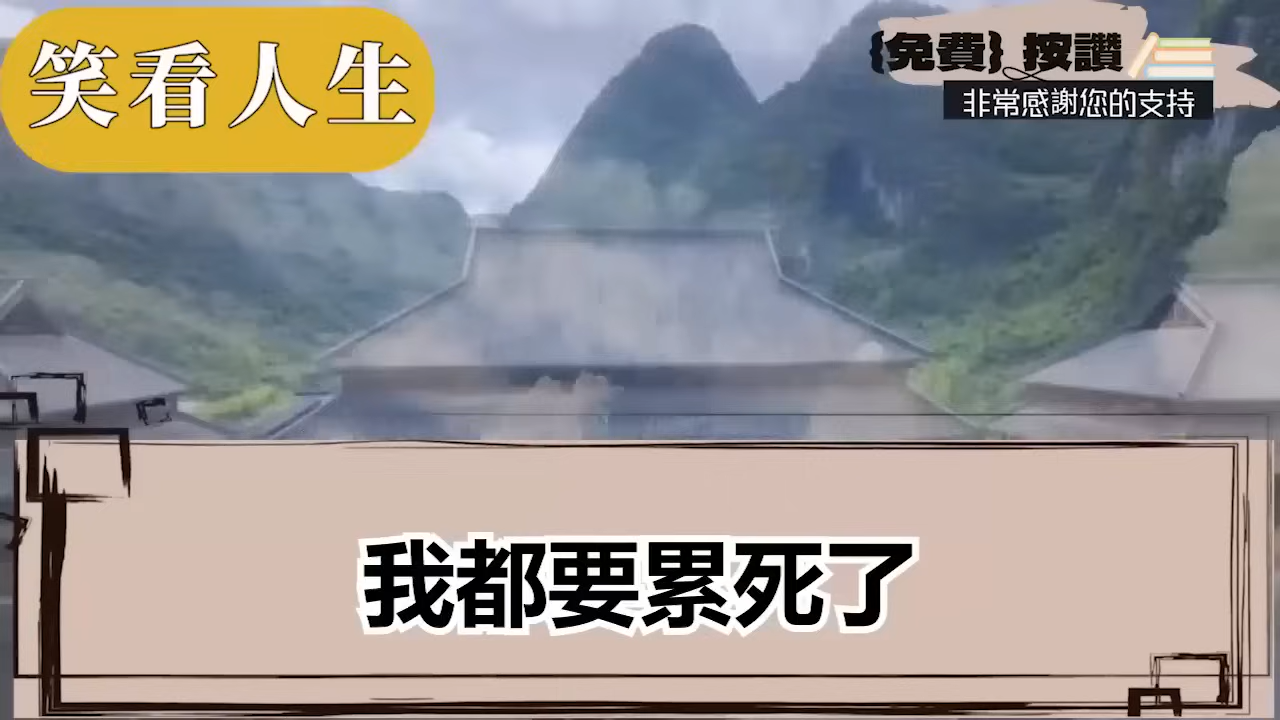 笑看人生
{免費} 按讚
非常感謝您的支持
我都要累死了